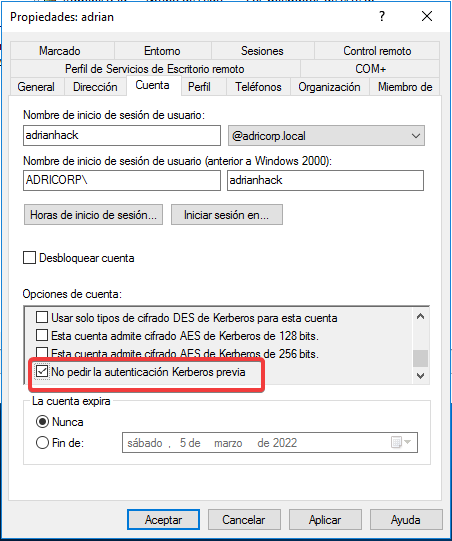 Propiedades: adrian
Marcado Entorno Sesiones Control remoto
Perfil de Servicios de Escritorio remoto COM+
General Dirección Cuenta Perfil Teléfonos Organización Miembro de
Nombre de inicio de sesión de usuario:
adrianhack @adricorp.local
Nombre de inicio de sesión de usuario (anterior a Windows 2000):
ADRICORP\ adrianhack
Horas de inicio de sesión... Iniciar sesión en...
Desbloquear cuenta
Opciones de cuenta:
Usar solo tipos de cifrado DES de Kerberos para esta cuenta
Esta cuenta admite cifrado AES de Kerberos de 128 bits.
Esta cuenta admite cifrado AES de Kerberos de 256 bits.
No pedir la autenticación Kerberos previa
La cuenta expira
Nunca
Fin de: sábado , 5 de marzo de 2022
Aceptar Cancelar Aplicar Ayuda